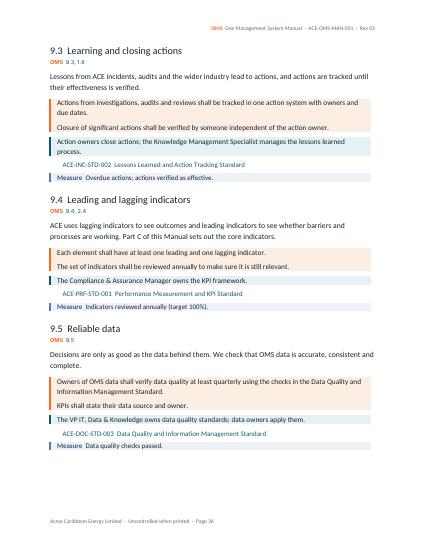 OMS One Management System Manual · ACE-OMS-MAN-001 · Rev 03
9.3 Learning and closing actions
OMS 9.3, 1.8
Lessons from ACE incidents, audits and the wider industry lead to actions, and actions are tracked until
their effectiveness is verified.
Actions from investigations, audits and reviews shall be tracked in one action system with owners and
due dates.
Closure of significant actions shall be verified by someone independent of the action owner.
Action owners close actions; the Knowledge Management Specialist manages the lessons learned
process.
ACE-INC-STD-002 Lessons Learned and Action Tracking Standard
Measure Overdue actions; actions verified as effective.
9.4 Leading and lagging indicators
OMS 9.4, 2.4
ACE uses lagging indicators to see outcomes and leading indicators to see whether barriers and
processes are working. Part C of this Manual sets out the core indicators.
Each element shall have at least one leading and one lagging indicator.
The set of indicators shall be reviewed annually to make sure it is still relevant.
The Compliance & Assurance Manager owns the KPI framework.
ACE-PRF-STD-001 Performance Measurement and KPI Standard
Measure Indicators reviewed annually (target 100%).
9.5 Reliable data
OMS 9.5
Decisions are only as good as the data behind them. We check that OMS data is accurate, consistent and
complete.
Owners of OMS data shall verify data quality at least quarterly using the checks in the Data Quality and
Information Management Standard.
KPIs shall state their data source and owner.
The VP IT, Data & Knowledge owns data quality standards; data owners apply them.
ACE-DOC-STD-003 Data Quality and Information Management Standard
Measure Data quality checks passed.
Acme Caribbean Energy Limited · Uncontrolled when printed · Page 36